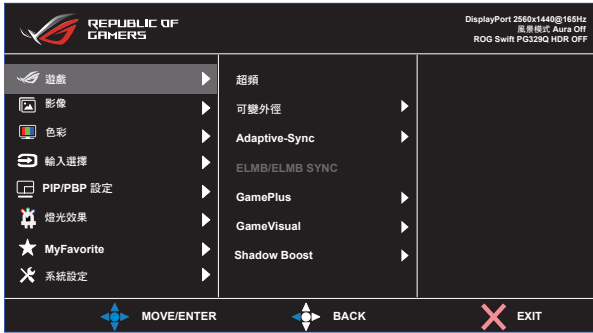 REPUBLIC OF
GAMERS
DisplayPort 2560x1440@165Hz
風景模式 Aura Off
ROG Swift PG329Q HDR OFF
遊戲
影像
色彩
輸入選擇
PIP/PBP 設定
燈光效果
MyFavorite
系統設定
超頻
可變外徑
Adaptive-Sync
ELMB/ELMB SYNC
GamePlus
GameVisual
Shadow Boost
MOVE/ENTER
BACK
EXIT